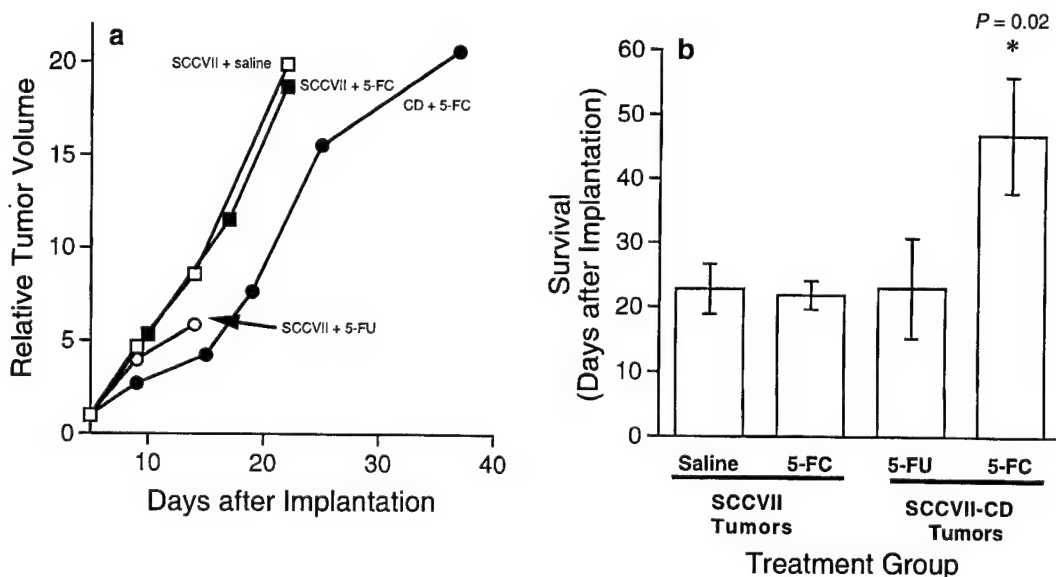 a
20
15
10
5
0
Relative Tumor Volume
SCCVII + saline
SCCVII + 5-FC
CD + 5-FC
SCCVII + 5-FU
10
20
30
40
Days after Implantation
P = 0.02
*
b
60
50
40
30
20
10
0
Survival
(Days after Implantation)
Saline
5-FC
5-FU
5-FC
SCCVII
Tumors
SCCVII-CD
Tumors
Treatment Group